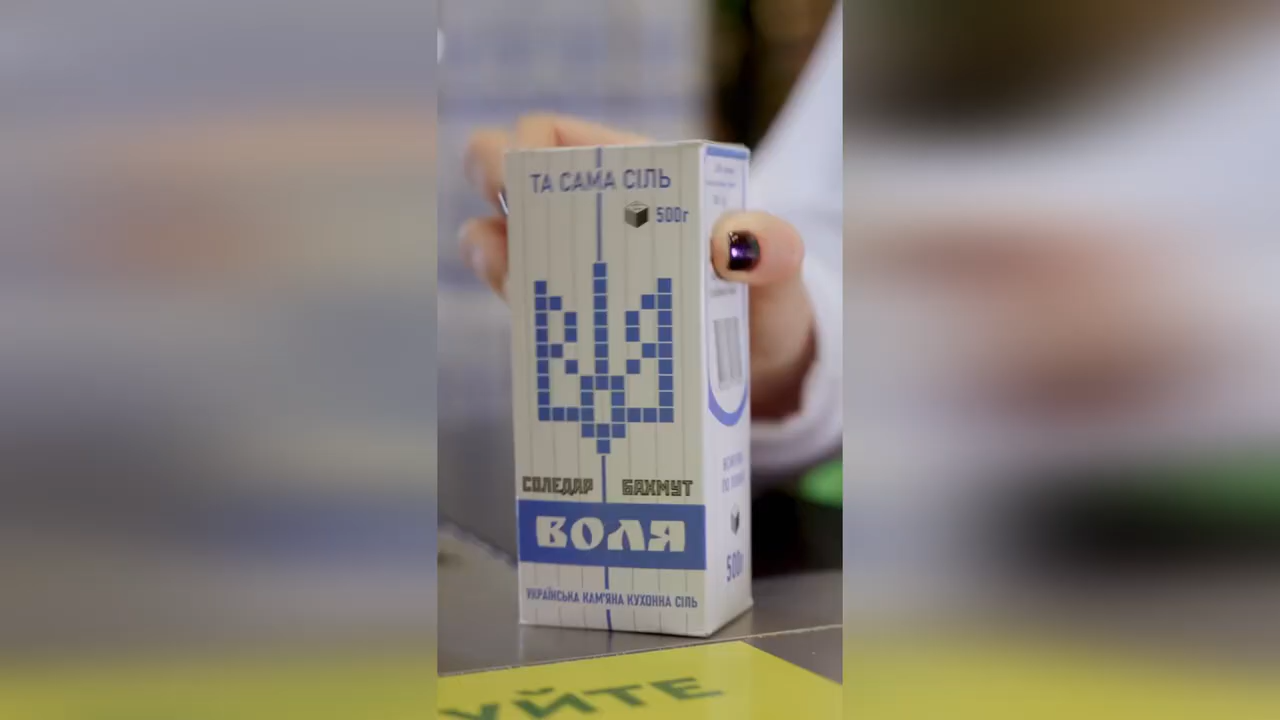 ТА САМА СІЛЬ
500г
СОЛЕДАР БАХМУТ
ВОЛЯ
УКРАЇНСЬКА КАМ'ЯНА КУХОННА СІЛЬ
500г
УЙТЕ